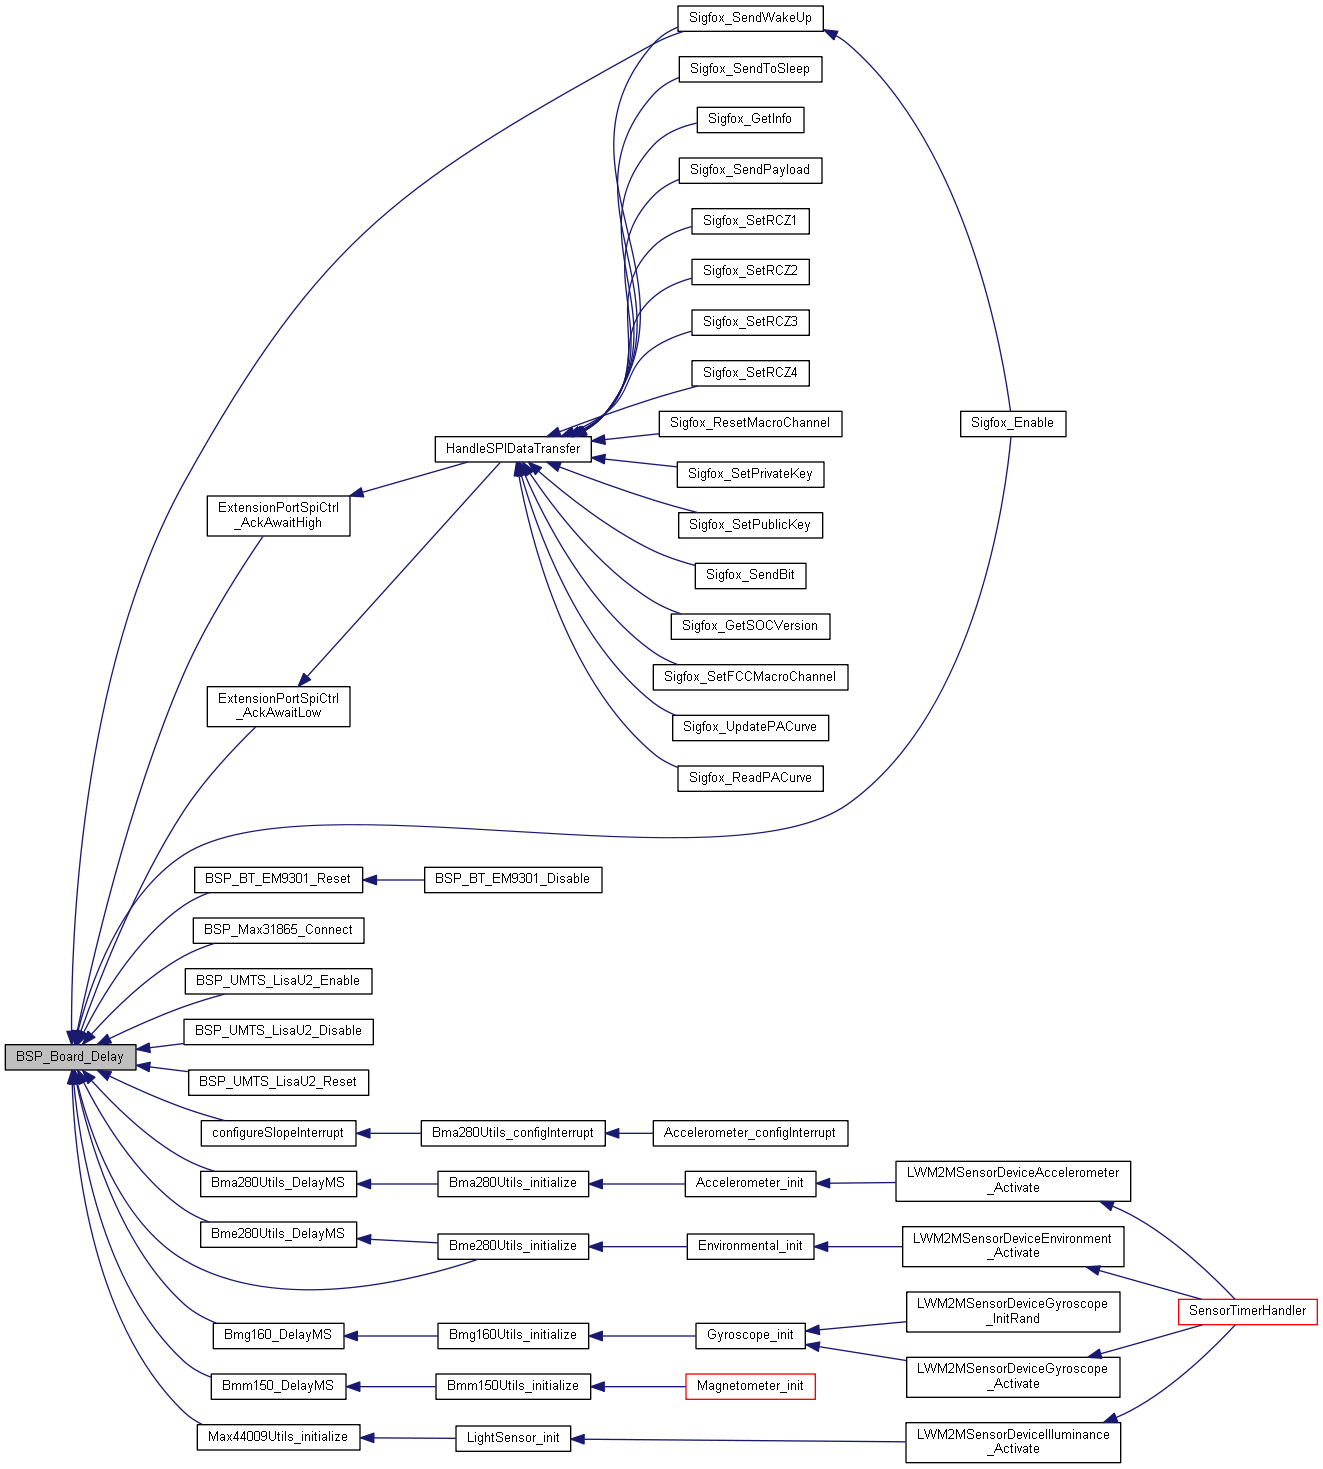 Sigfox_SendWakeUp
Sigfox_SendToSleep
Sigfox_GetInfo
Sigfox_SendPayload
Sigfox_SetRCZ1
Sigfox_SetRCZ2
Sigfox_SetRCZ3
Sigfox_SetRCZ4
Sigfox_ResetMacroChannel
Sigfox_Enable
HandleSPIDataTransfer
Sigfox_SetPrivateKey
ExtensionPortSpiCtrl
_AckAwaitHigh
Sigfox_SetPublicKey
Sigfox_SendBit
Sigfox_GetSOCVersion
Sigfox_SetFCCMacroChannel
ExtensionPortSpiCtrl
_AckAwaitLow
Sigfox_UpdatePACurve
Sigfox_ReadPACurve
BSP_BT_EM9301_Reset
BSP_BT_EM9301_Disable
BSP_Max31865_Connect
BSP_UMTS_LisaU2_Enable
BSP_UMTS_LisaU2_Disable
BSP_Board_Delay
BSP_UMTS_LisaU2_Reset
configureSlopeInterrupt
Bma280Utils_configInterrupt
Accelerometer_configInterrupt
Bma280Utils_DelayMS
Bma280Utils_initialize
Accelerometer_init
LWM2MSensorDeviceAccelerometer
_Activate
Bme280Utils_DelayMS
Bme280Utils_initialize
Environmental_init
LWM2MSensorDeviceEnvironment
_Activate
SensorTimerHandler
LWM2MSensorDeviceGyroscope
_InitRand
Bmg160_DelayMS
Bmg160Utils_initialize
Gyroscope_init
LWM2MSensorDeviceGyroscope
_Activate
Bmm150_DelayMS
Bmm150Utils_initialize
Magnetometer_init
Max44009Utils_initialize
LightSensor_init
LWM2MSensorDeviceIlluminance
_Activate